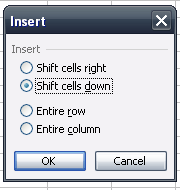 Insert
Insert
Shift cells right
Shift cells down
Entire row
Entire column
OK
Cancel